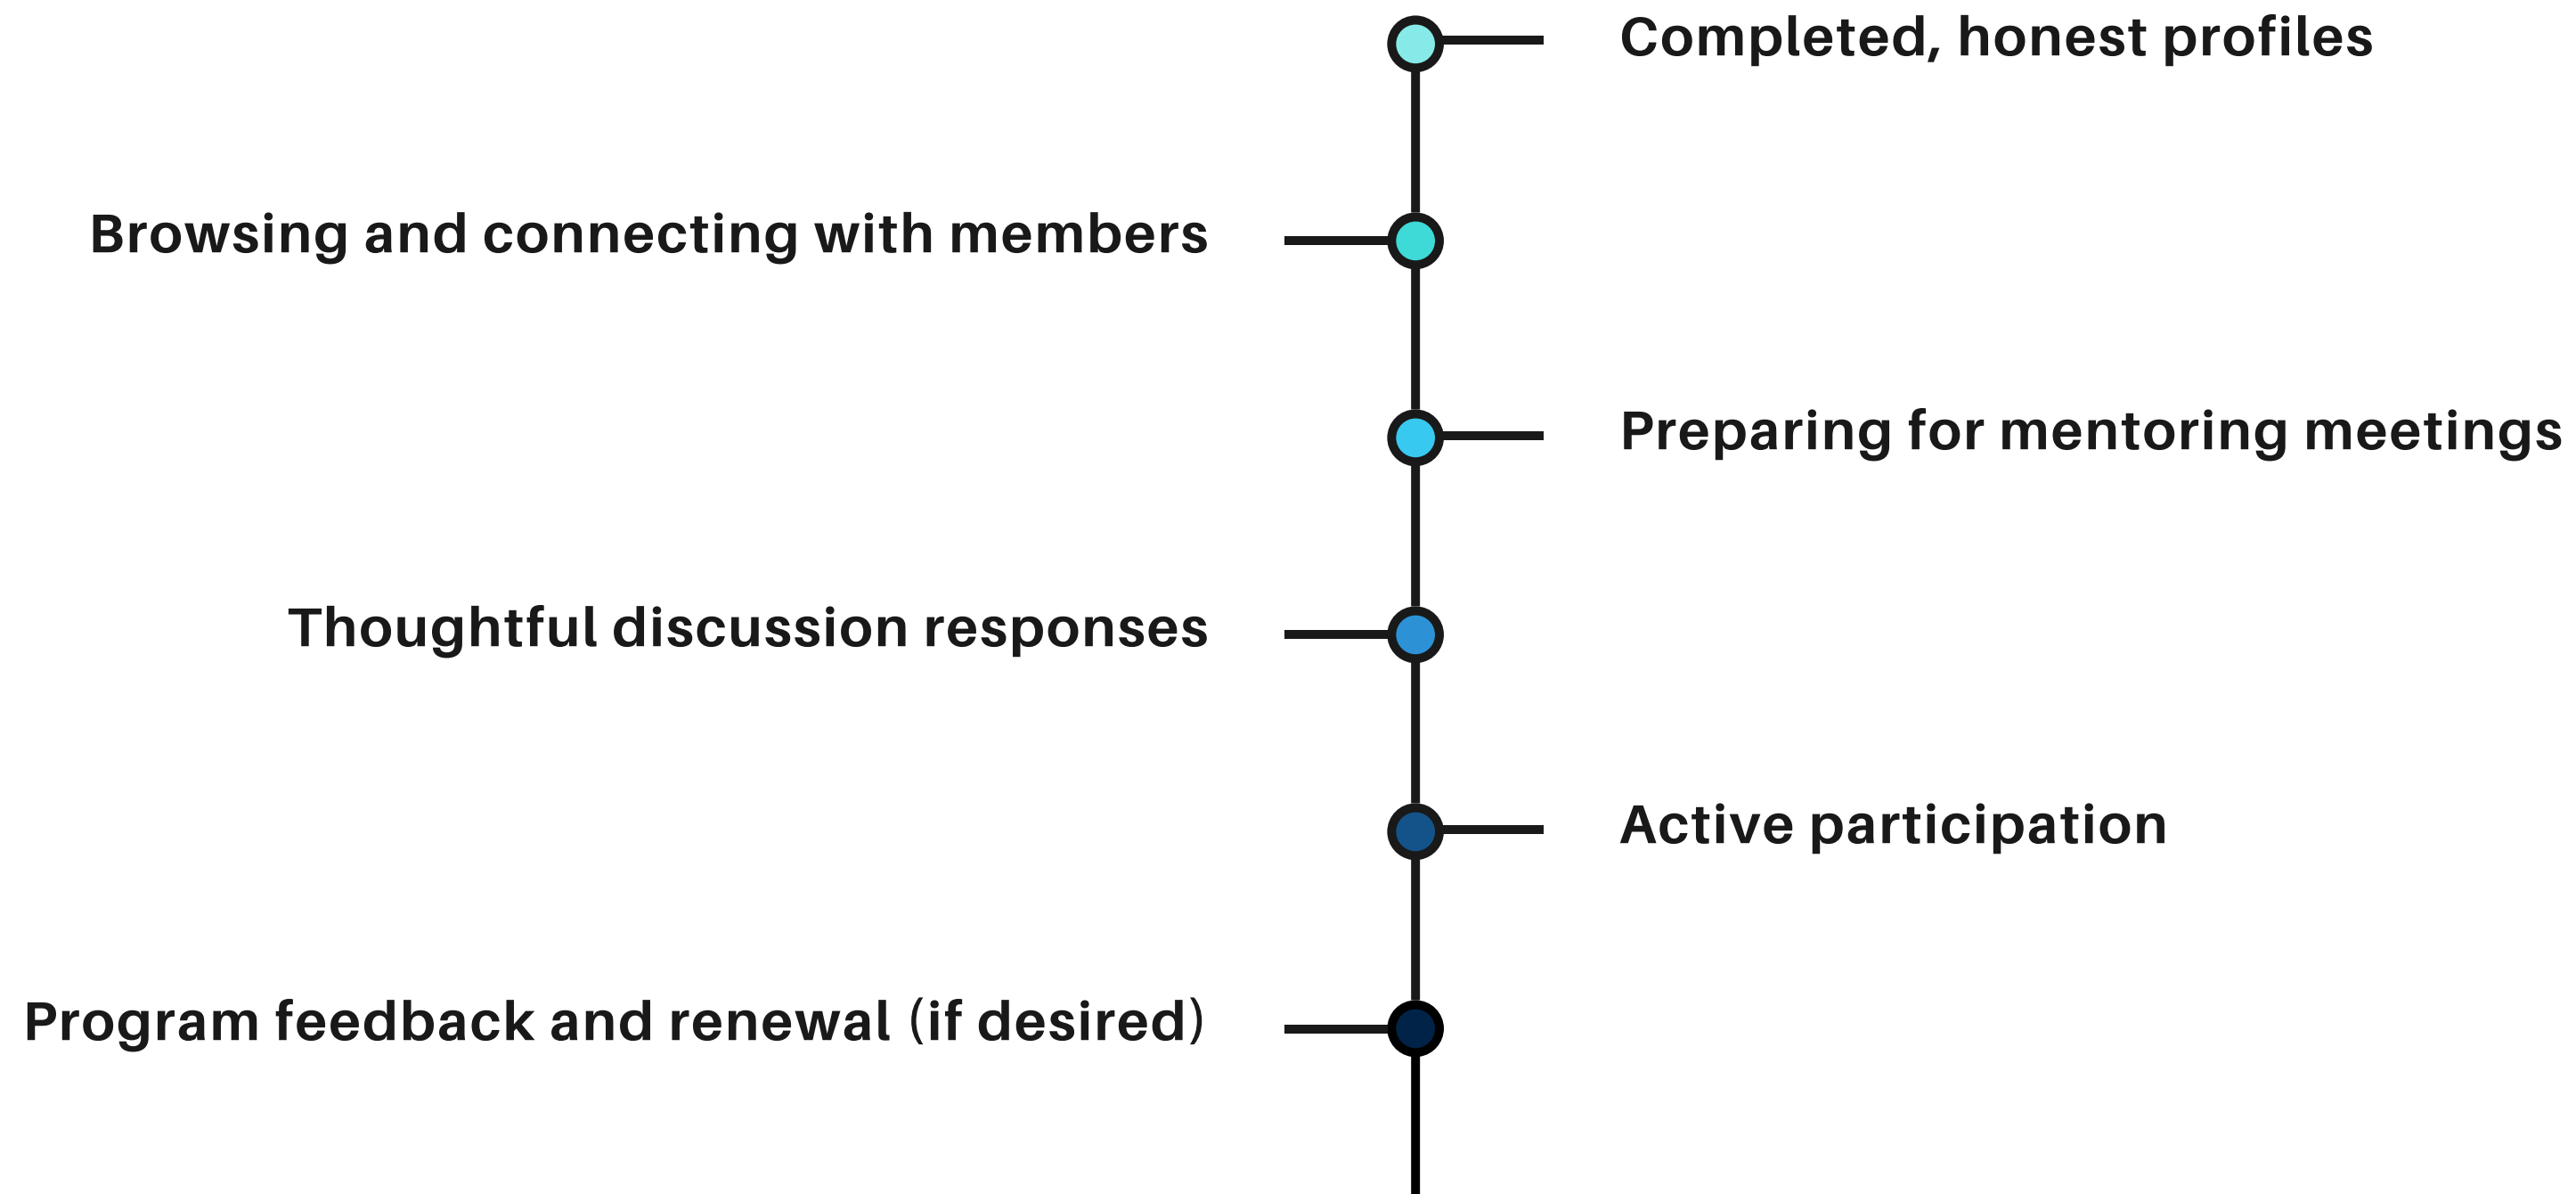 Completed, honest profiles
Browsing and connecting with members
Preparing for mentoring meetings
Thoughtful discussion responses
Active participation
Program feedback and renewal (if desired)